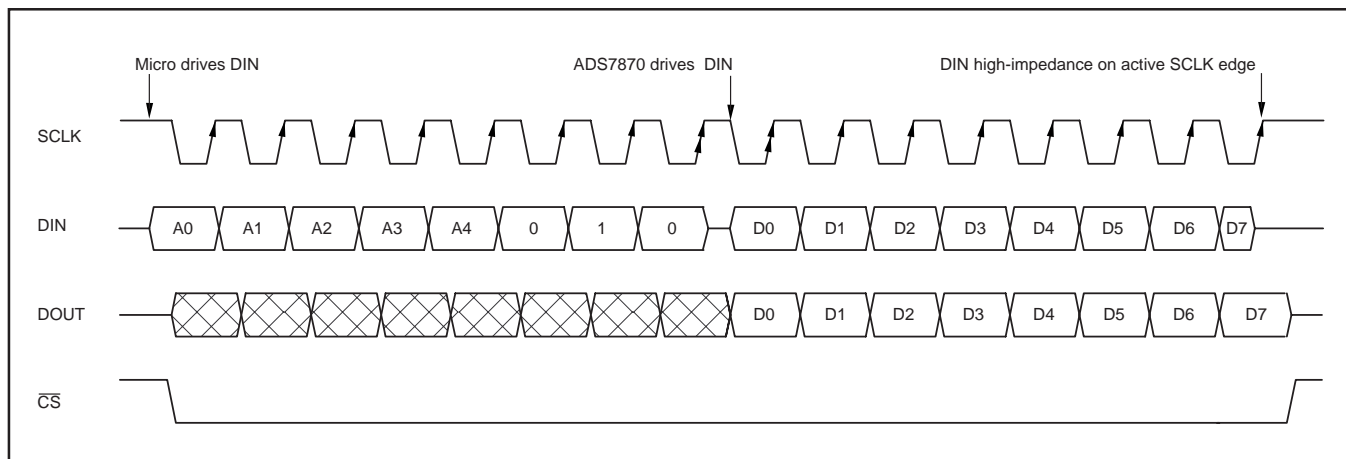 Micro drives DIN
ADS7870 drives DIN
DIN high-impedance on active SCLK edge
SCLK
DIN
A0 A1 A2 A3 A4 0 1 0 D0 D1 D2 D3 D4 D5 D6 D7
DOUT
D0 D1 D2 D3 D4 D5 D6 D7
C̅S̅